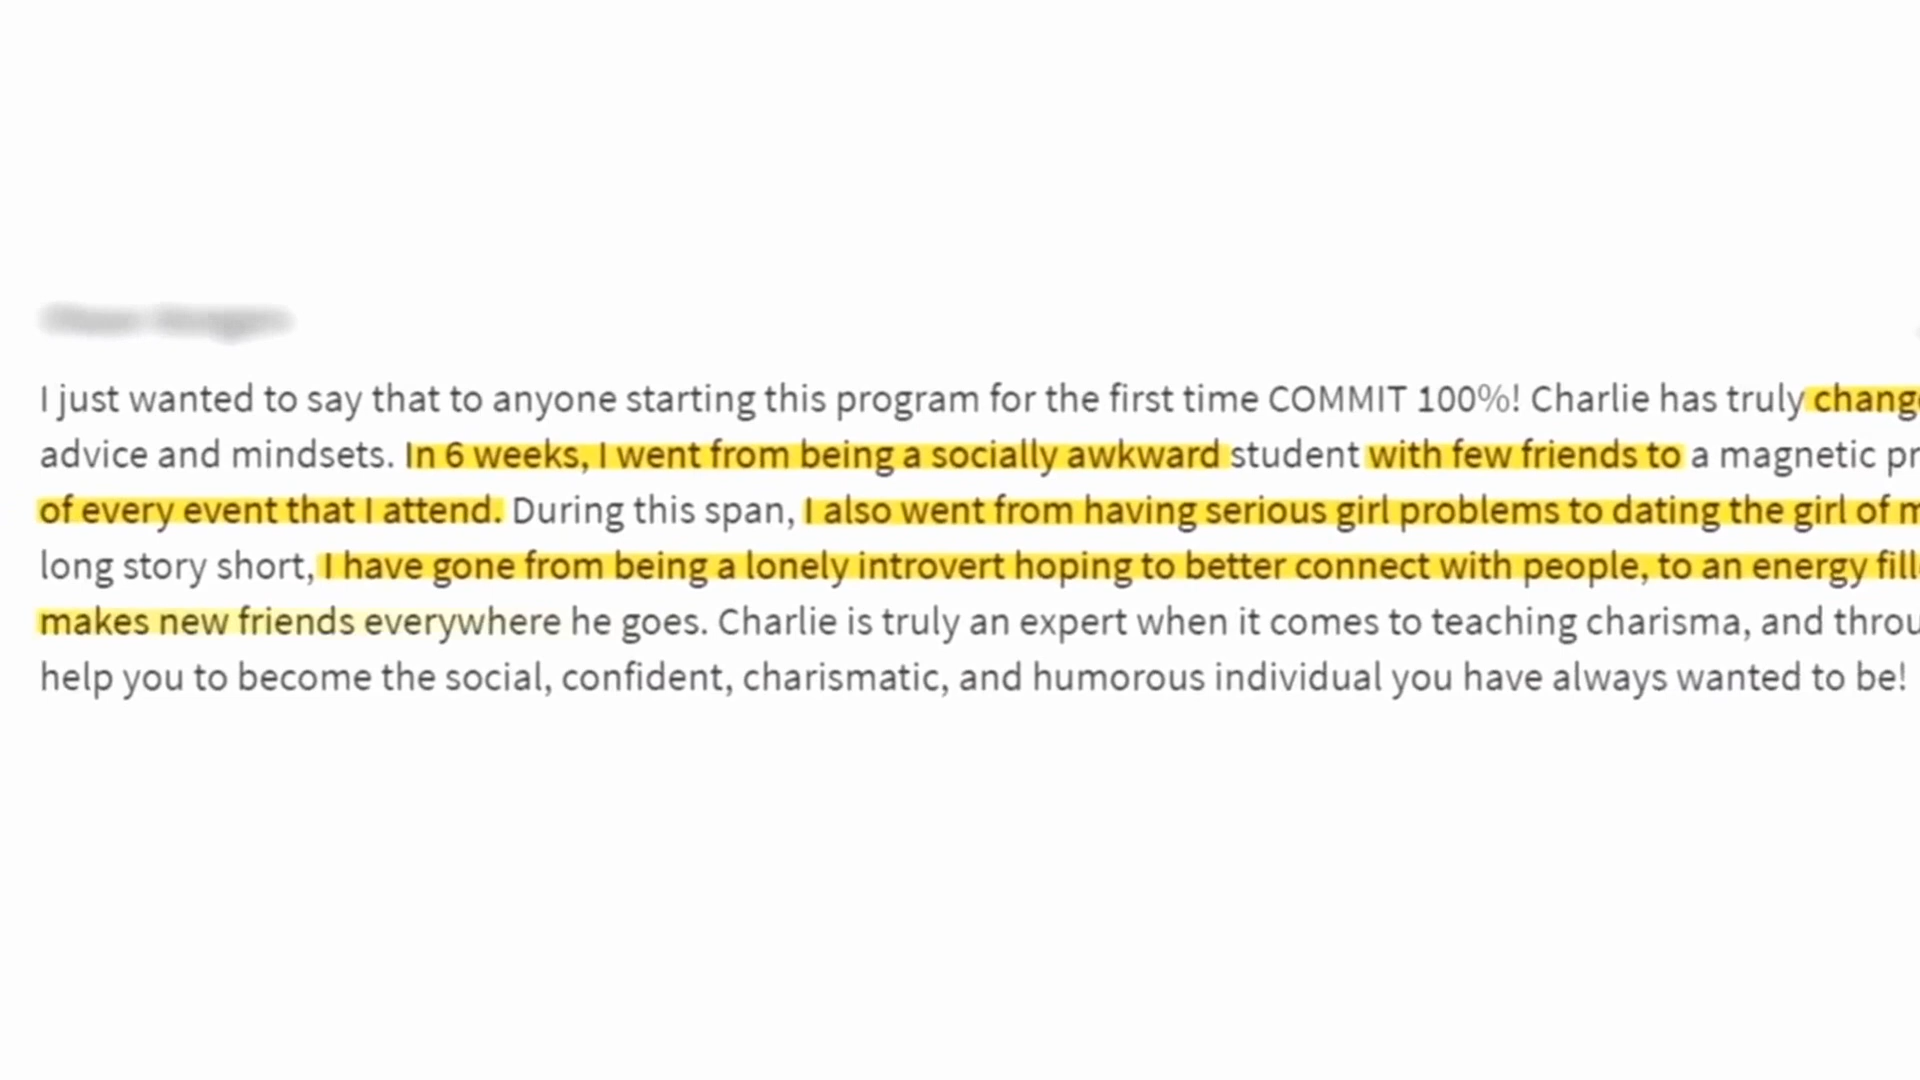 I just wanted to say that to anyone starting this program for the first time COMMIT 100%! Charlie has truly
advice and mindsets. In 6 weeks, I went from being a socially awkward student with few friends to a magnetic
of every event that I attend. During this span, I also went from having serious girl problems to dating the girl of
long story short, I have gone from being a lonely introvert hoping to better connect with people, to an energy
makes new friends everywhere he goes. Charlie is truly an expert when it comes to teaching charisma, and
help you to become the social, confident, charismatic, and humorous individual you have always wanted to be!